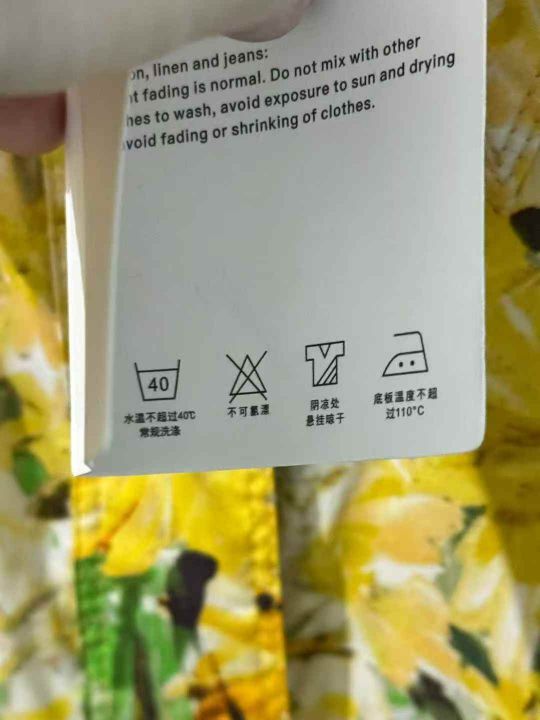 on, linen and jeans:
nt fading is normal. Do not mix with other
hes to wash, avoid exposure to sun and drying
void fading or shrinking of clothes.
40
水温不超过40℃
常规洗涤
不可氯漂
阴凉处
悬挂晾干
底板温度不超
过110°C